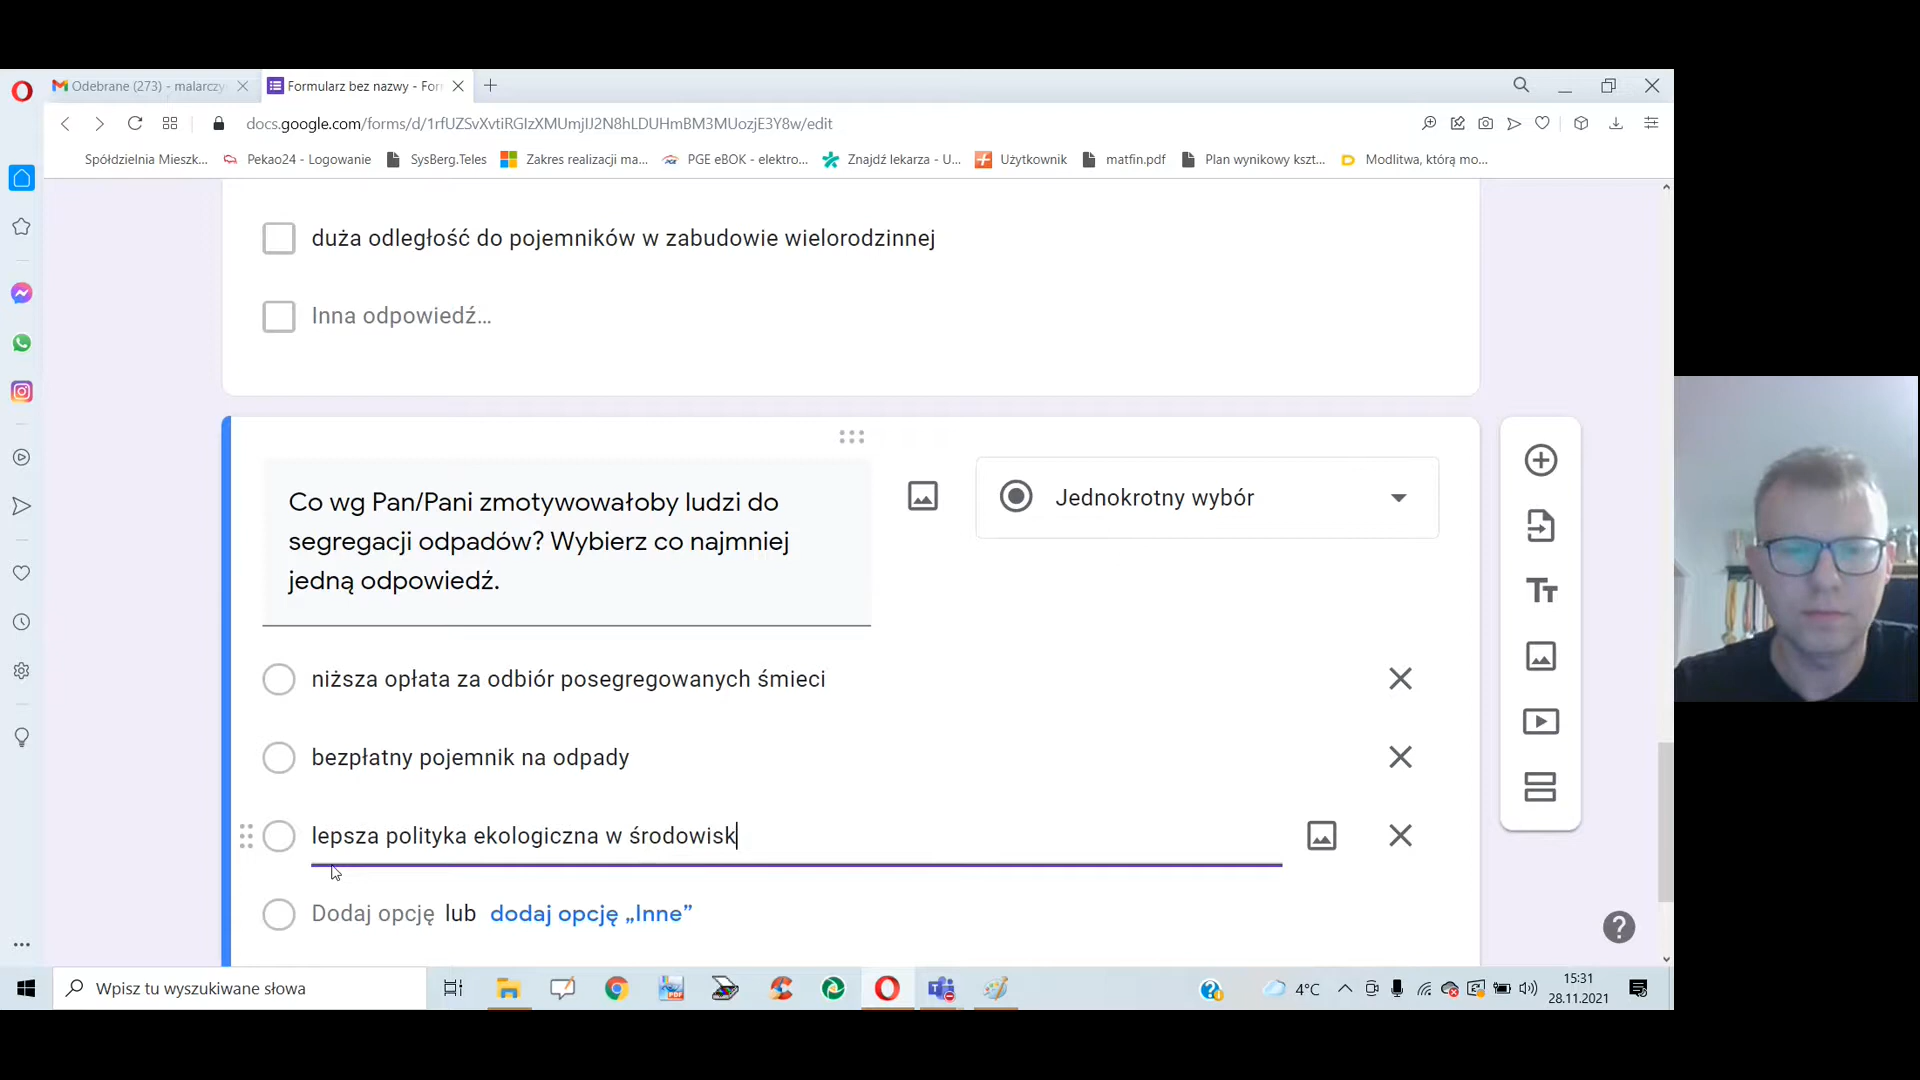 Odebrane (273) - malarczy
Formularz bez nazwy - For
docs.google.com/forms/d/1rfUZSvXvtiRGIzXMUmjIJ2N8hLDUHmBM3MUozjE3Y8w/edit
Spółdzielnia Mieszk...
Pekao24 - Logowanie
SysBerg.Teles
Zakres realizacji ma...
PGE eBOK - elektro...
Znajdź lekarza - U...
Użytkownik
matfin.pdf
Plan wynikowy kszt...
Modlitwa, którą mo...
duża odległość do pojemników w zabudowie wielorodzinnej
Inna odpowiedź...
Co wg Pan/Pani zmotywowałoby ludzi do
segregacji odpadów? Wybierz co najmniej
jedną odpowiedź.
Jednokrotny wybór
niższa opłata za odbiór posegregowanych śmieci
bezpłatny pojemnik na odpady
lepsza polityka ekologiczna w środowisk
Dodaj opcję lub dodaj opcję „Inne”
Wpisz tu wyszukiwane słowa
4°C
15:31
28.11.2021